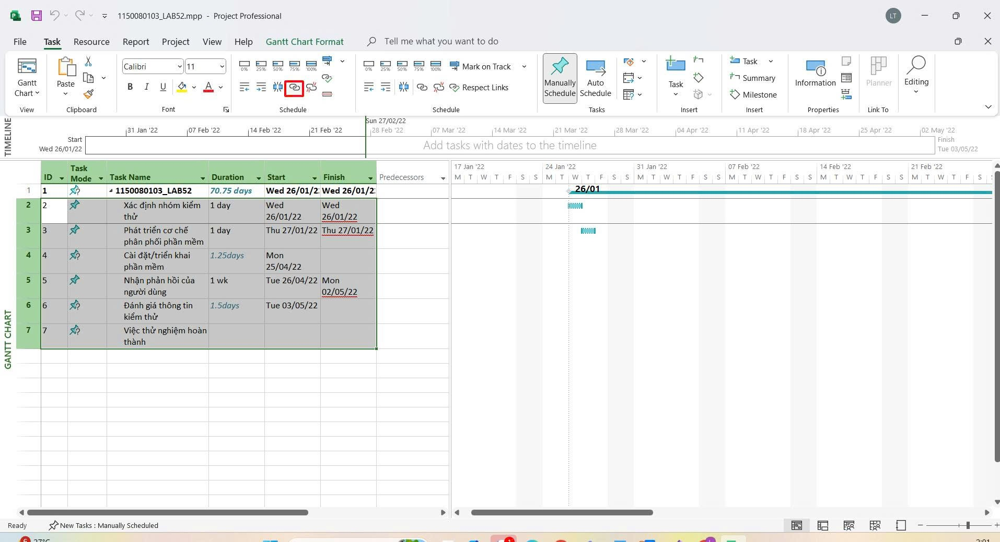 1150080103_LAB52.mpp - Project Professional
LT
File Task Resource Report Project View Help Gantt Chart Format Tell me what you want to do
Gantt Chart
View
Paste
Clipboard
Calibri 11
B I U A
Font
0% 25% 50% 75% 100%
Schedule
0% 25% 50% 75% 100% Mark on Track
Respect Links
Schedule
Manually Schedule
Auto Schedule
Tasks
Task
Insert
Task
Summary
Milestone
Insert
Information
Properties
Planner
Link To
Editing
TIMELINE
Sun 27/02/22
31 Jan '22 07 Feb '22 14 Feb '22 21 Feb '22 28 Feb '22 07 Mar '22 14 Mar '22 21 Mar '22 28 Mar '22 04 Apr '22 11 Apr '22 18 Apr '22 25 Apr '22 02 May '22
Start
Wed 26/01/22
Add tasks with dates to the timeline
Finish
Tue 03/05/22
GANTT CHART
ID Task Mode Task Name Duration Start Finish Predecessors
1 1 1150080103_LAB52 70.75 days Wed 26/01/2 Wed 26/01/2
2 2 Xác định nhóm kiểm thử 1 day Wed 26/01/22 Wed 26/01/22
3 3 Phát triển cơ chế phân phối phần mềm 1 day Thu 27/01/22 Thu 27/01/22
4 4 Cài đặt/triển khai phần mềm 1.25days Mon 25/04/22
5 5 Nhận phản hồi của người dùng 1 wk Tue 26/04/22 Mon 02/05/22
6 6 Đánh giá thông tin kiểm thử 1.5days Tue 03/05/22
7 7 Việc thử nghiệm hoàn thành
17 Jan '22 24 Jan '22 31 Jan '22 07 Feb '22 14 Feb '22 21 Feb '22
M T W T F S S M T W T F S S M T W T F S S M T W T F S S M T W T F S S M T W T F S
26/01
Ready New Tasks : Manually Scheduled